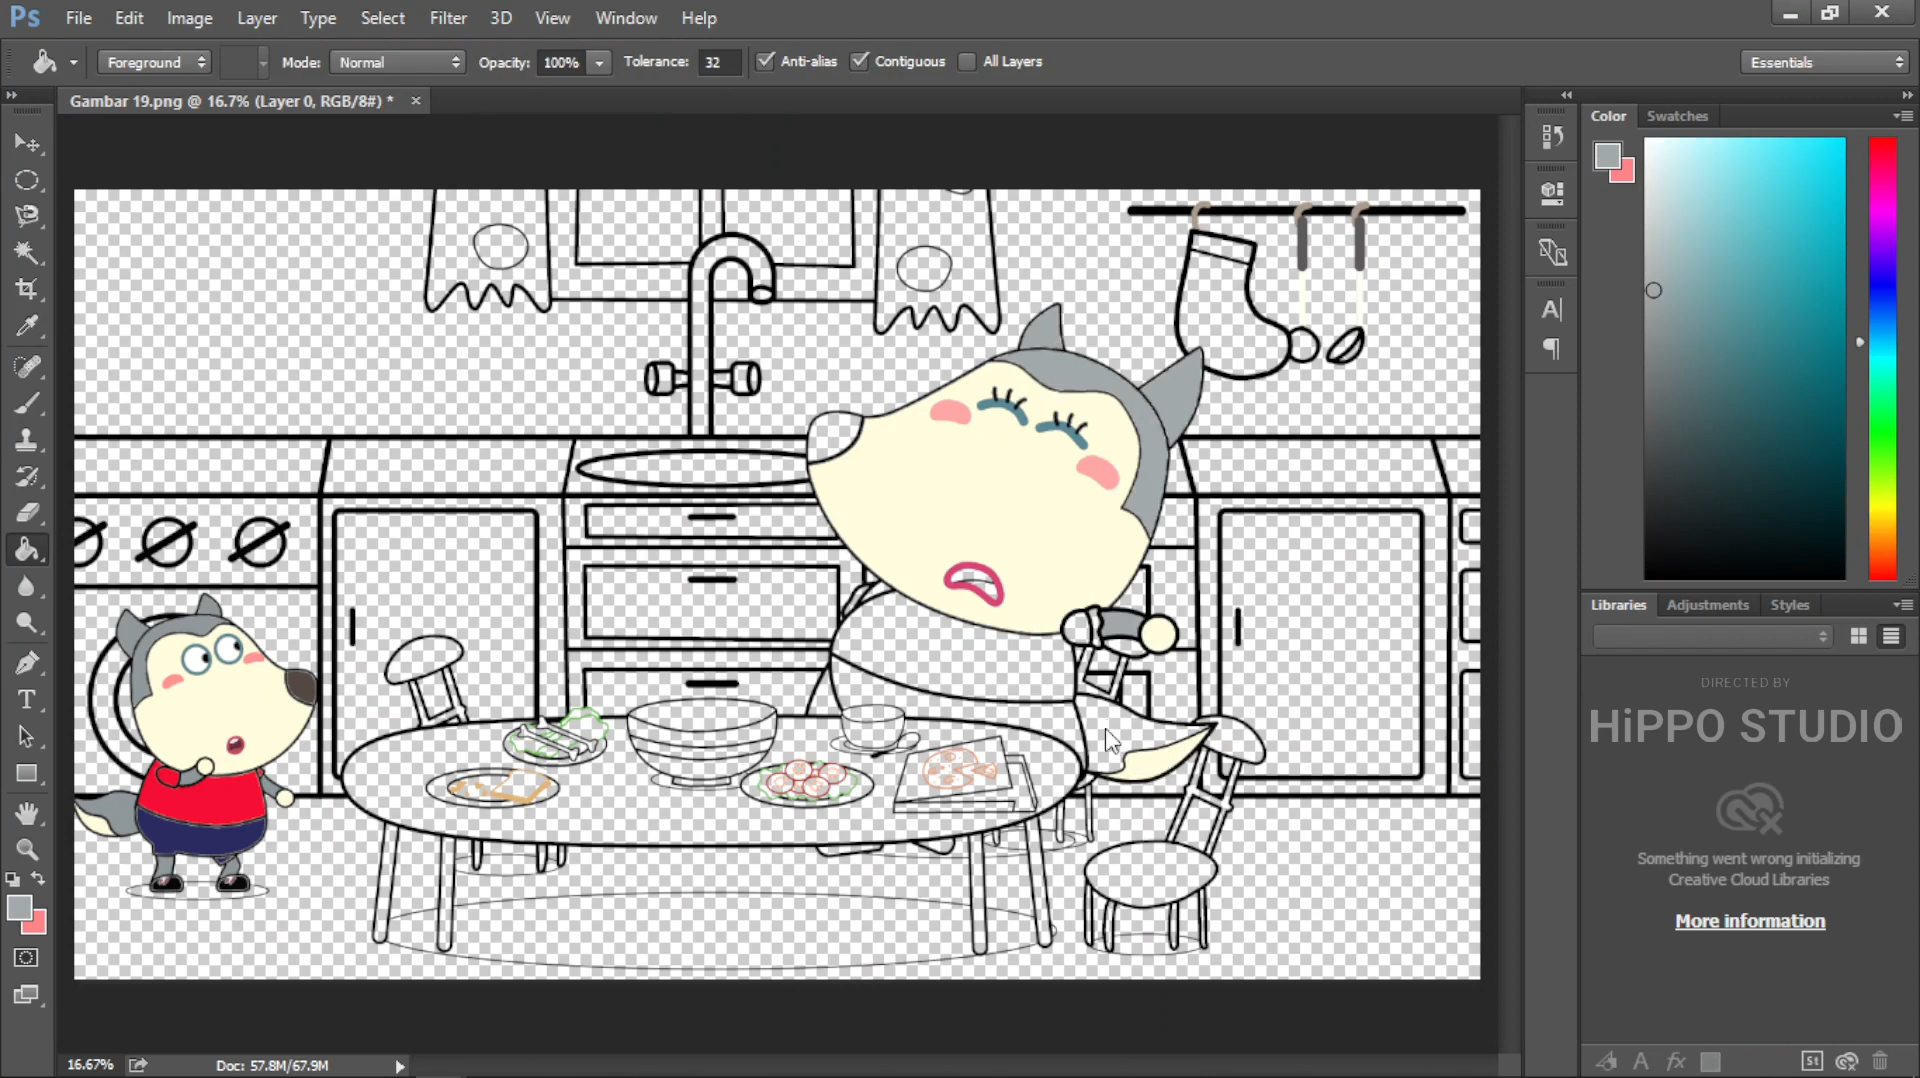 Ps File Edit Image Layer Type Select Filter 3D View Window Help
Foreground Mode: Normal Opacity: 100% Tolerance: 32 Anti-alias Contiguous All Layers Essentials
Gambar 19.png @ 16.7% (Layer 0, RGB/8#) * ×
Color Swatches
Libraries Adjustments Styles
DIRECTED BY
HiPPO STUDIO
Something went wrong initializing
Creative Cloud Libraries
More information
16.67% Doc: 57.8M/67.9M